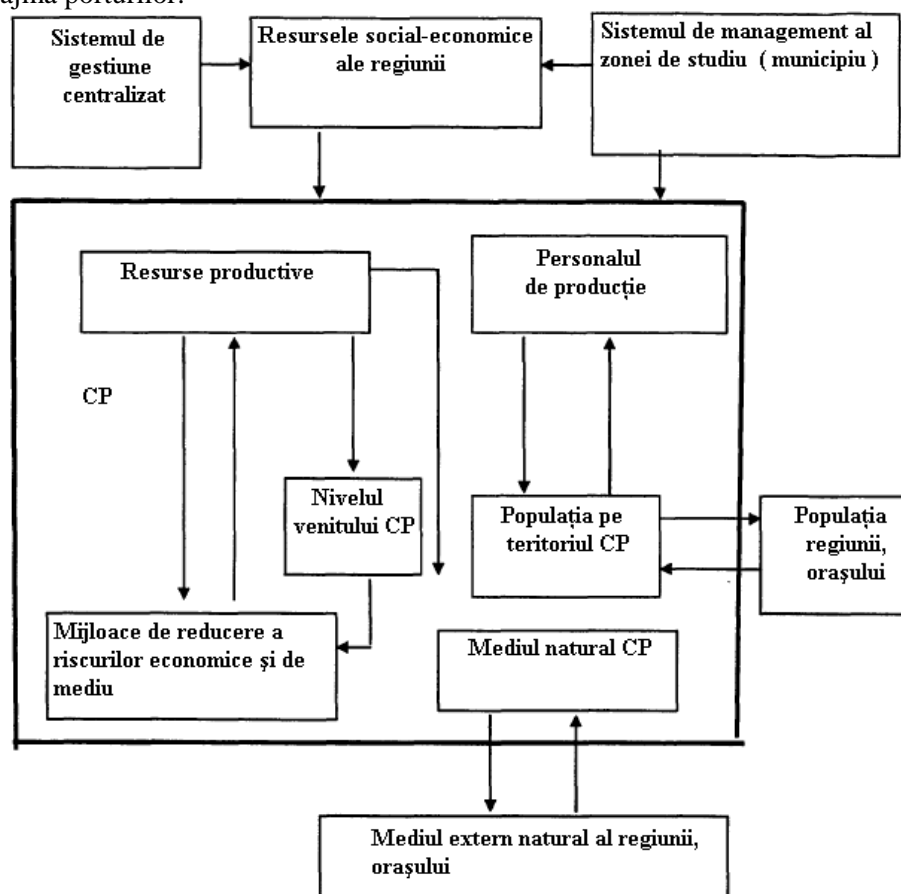 porturilor.
Sistemul de
gestiune
centralizat
Resursele social-economice
ale regiunii
Sistemul de management al
zonei de studiu ( municipiu )
Resurse productive
Personalul
de producție
CP
Nivelul
venitului CP
Populația pe
teritoriul CP
Populația
regiunii,
orașului
Mijloace de reducere a
riscurilor economice și de
mediu
Mediul natural CP
Mediul extern natural al regiunii,
orașului